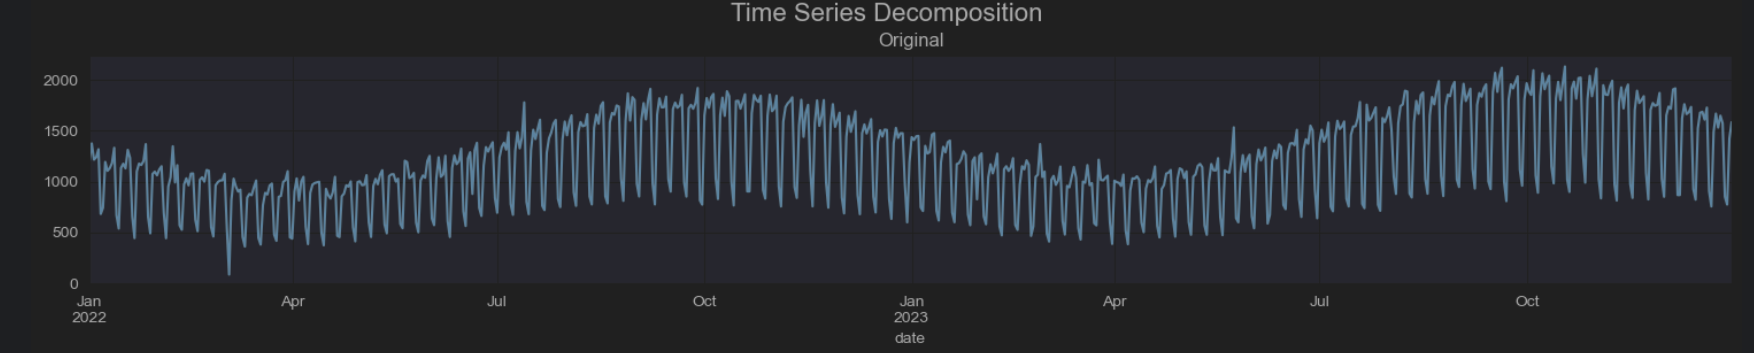 Time Series Decomposition
Original
2000
1500
1000
500
0
Jan Apr Jul Oct Jan Apr Jul Oct
2022 2023
date